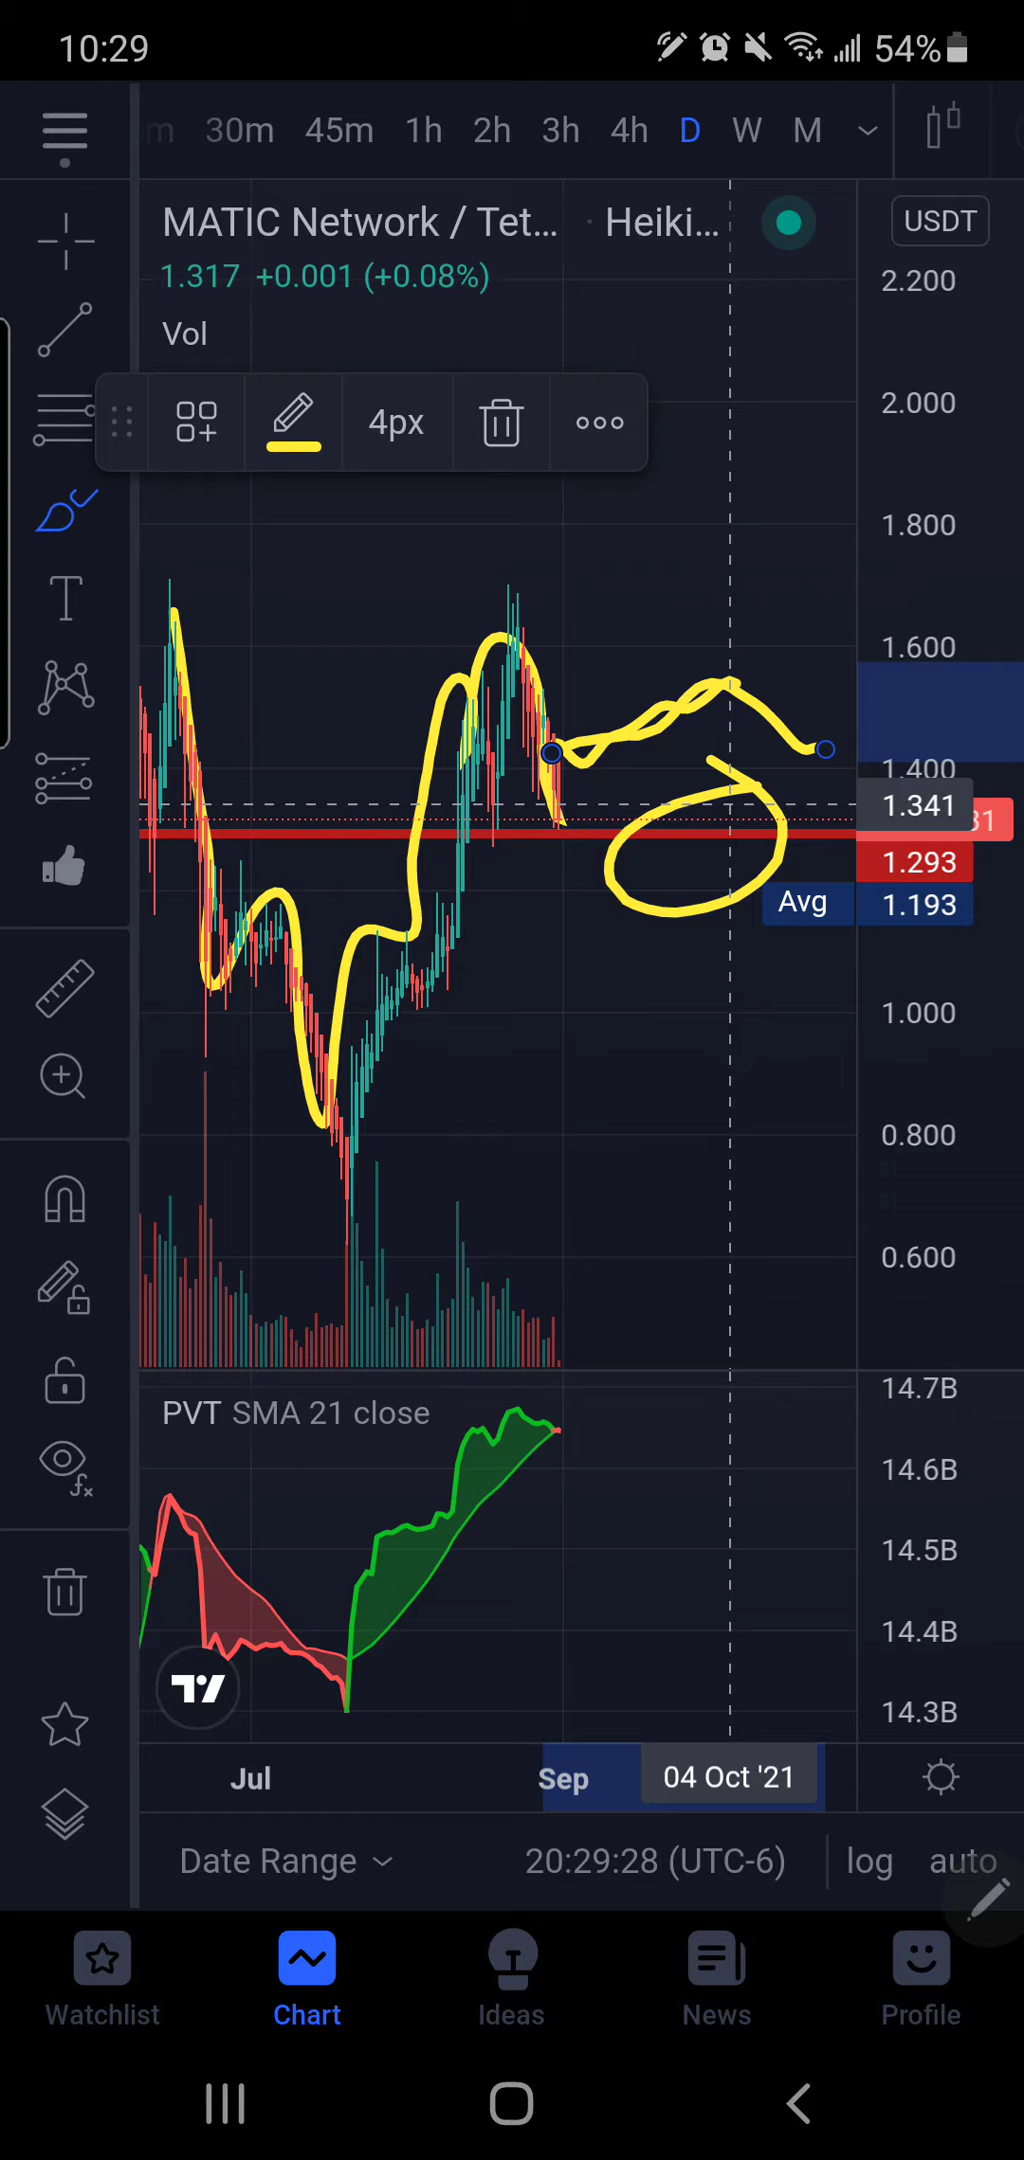 10:29 54%
m 30m 45m 1h 2h 3h 4h D W M
MATIC Network / Tet... · Heiki... USDT
1.317 +0.001 (+0.08%)
Vol
4px
2.200
2.000
1.800
1.600
1.400
1.341
31
1.293
Avg 1.193
1.000
0.800
0.600
PVT SMA 21 close
14.7B
14.6B
14.5B
14.4B
14.3B
Jul Sep 04 Oct '21
Date Range 20:29:28 (UTC-6) log auto
Watchlist Chart Ideas News Profile